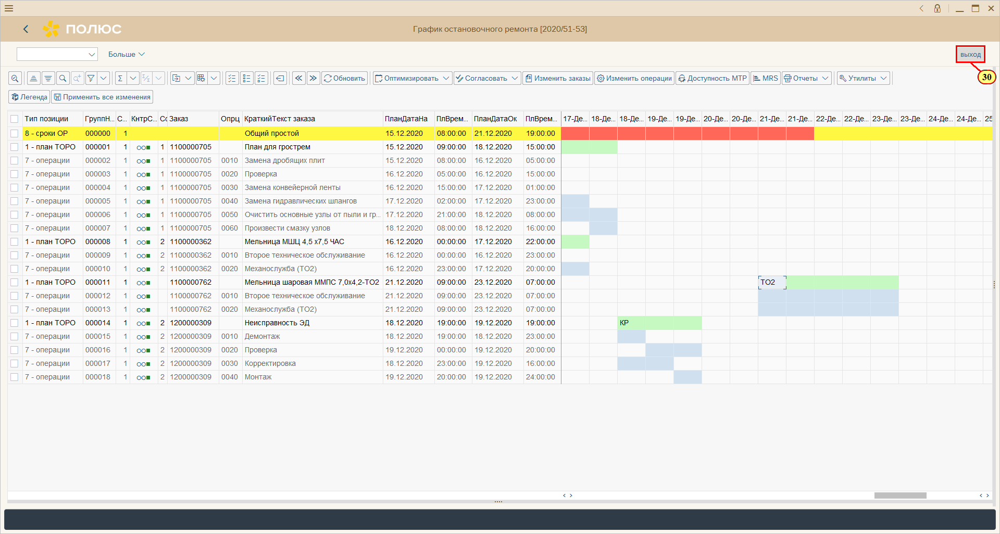 ПОЛЮС
График остановочного ремонта [2020/51-53]
Больше
выход
30
Обновить Оптимизировать Согласовать Изменить заказы Изменить операции Доступность МТР MRS Отчеты Утилиты
Легенда Применить все изменения
Тип позиции ГруппН... С... КнтрС... Сс Заказ Опрц КраткийТекст заказа ПланДатаНа ПлВрем... ПланДатаОк ПлВрем... 17-Де... 18-Де... 18-Де... 19-Де... 19-Де... 20-Де... 20-Де... 21-Де... 21-Де... 22-Де... 22-Де... 23-Де... 23-Де... 24-Де... 24-Де... 25
8 - сроки ОР 000000 1 Общий простой 15.12.2020 08:00:00 21.12.2020 19:00:00
1 - план ТОРО 000001 1 1 1100000705 План для грострем 15.12.2020 09:00:00 18.12.2020 15:00:00
7 - операции 000002 1 1 1100000705 0010 Замена дробящих плит 15.12.2020 08:00:00 16.12.2020 05:00:00
7 - операции 000003 1 1 1100000705 0020 Проверка 16.12.2020 05:00:00 16.12.2020 15:00:00
7 - операции 000004 1 1 1100000705 0030 Замена конвейерной ленты 16.12.2020 15:00:00 17.12.2020 01:00:00
7 - операции 000005 1 1 1100000705 0040 Замена гидравлических шлангов 17.12.2020 02:00:00 17.12.2020 23:00:00
7 - операции 000006 1 1 1100000705 0050 Очистить основные узлы от пыли и гр... 17.12.2020 21:00:00 18.12.2020 08:00:00
7 - операции 000007 1 1 1100000705 0060 Произвести смазку узлов 18.12.2020 08:00:00 18.12.2020 16:00:00
1 - план ТОРО 000008 1 2 1100000362 Мельница МШЦ 4,5 х7,5 ЧАС 16.12.2020 00:00:00 17.12.2020 22:00:00
7 - операции 000009 1 2 1100000362 0010 Второе техническое обслуживание 16.12.2020 00:00:00 16.12.2020 23:00:00
7 - операции 000010 1 2 1100000362 0020 Механослужба (ТО2) 16.12.2020 23:00:00 17.12.2020 20:00:00
1 - план ТОРО 000011 1 1100000762 Мельница шаровая ММПС 7,0х4,2-ТО2 21.12.2020 09:00:00 23.12.2020 07:00:00 ТО2
7 - операции 000012 1 1100000762 0010 Второе техническое обслуживание 21.12.2020 09:00:00 23.12.2020 07:00:00
7 - операции 000013 1 1100000762 0020 Механослужба (ТО2) 21.12.2020 09:00:00 23.12.2020 07:00:00
1 - план ТОРО 000014 1 2 1200000309 Неисправность ЭД 18.12.2020 19:00:00 19.12.2020 19:00:00 КР
7 - операции 000015 1 2 1200000309 0010 Демонтаж 18.12.2020 19:00:00 18.12.2020 23:00:00
7 - операции 000016 1 2 1200000309 0020 Проверка 19.12.2020 00:00:00 19.12.2020 20:00:00
7 - операции 000017 1 2 1200000309 0030 Корректировка 18.12.2020 23:00:00 19.12.2020 16:00:00
7 - операции 000018 1 2 1200000309 0040 Монтаж 19.12.2020 20:00:00 19.12.2020 24:00:00